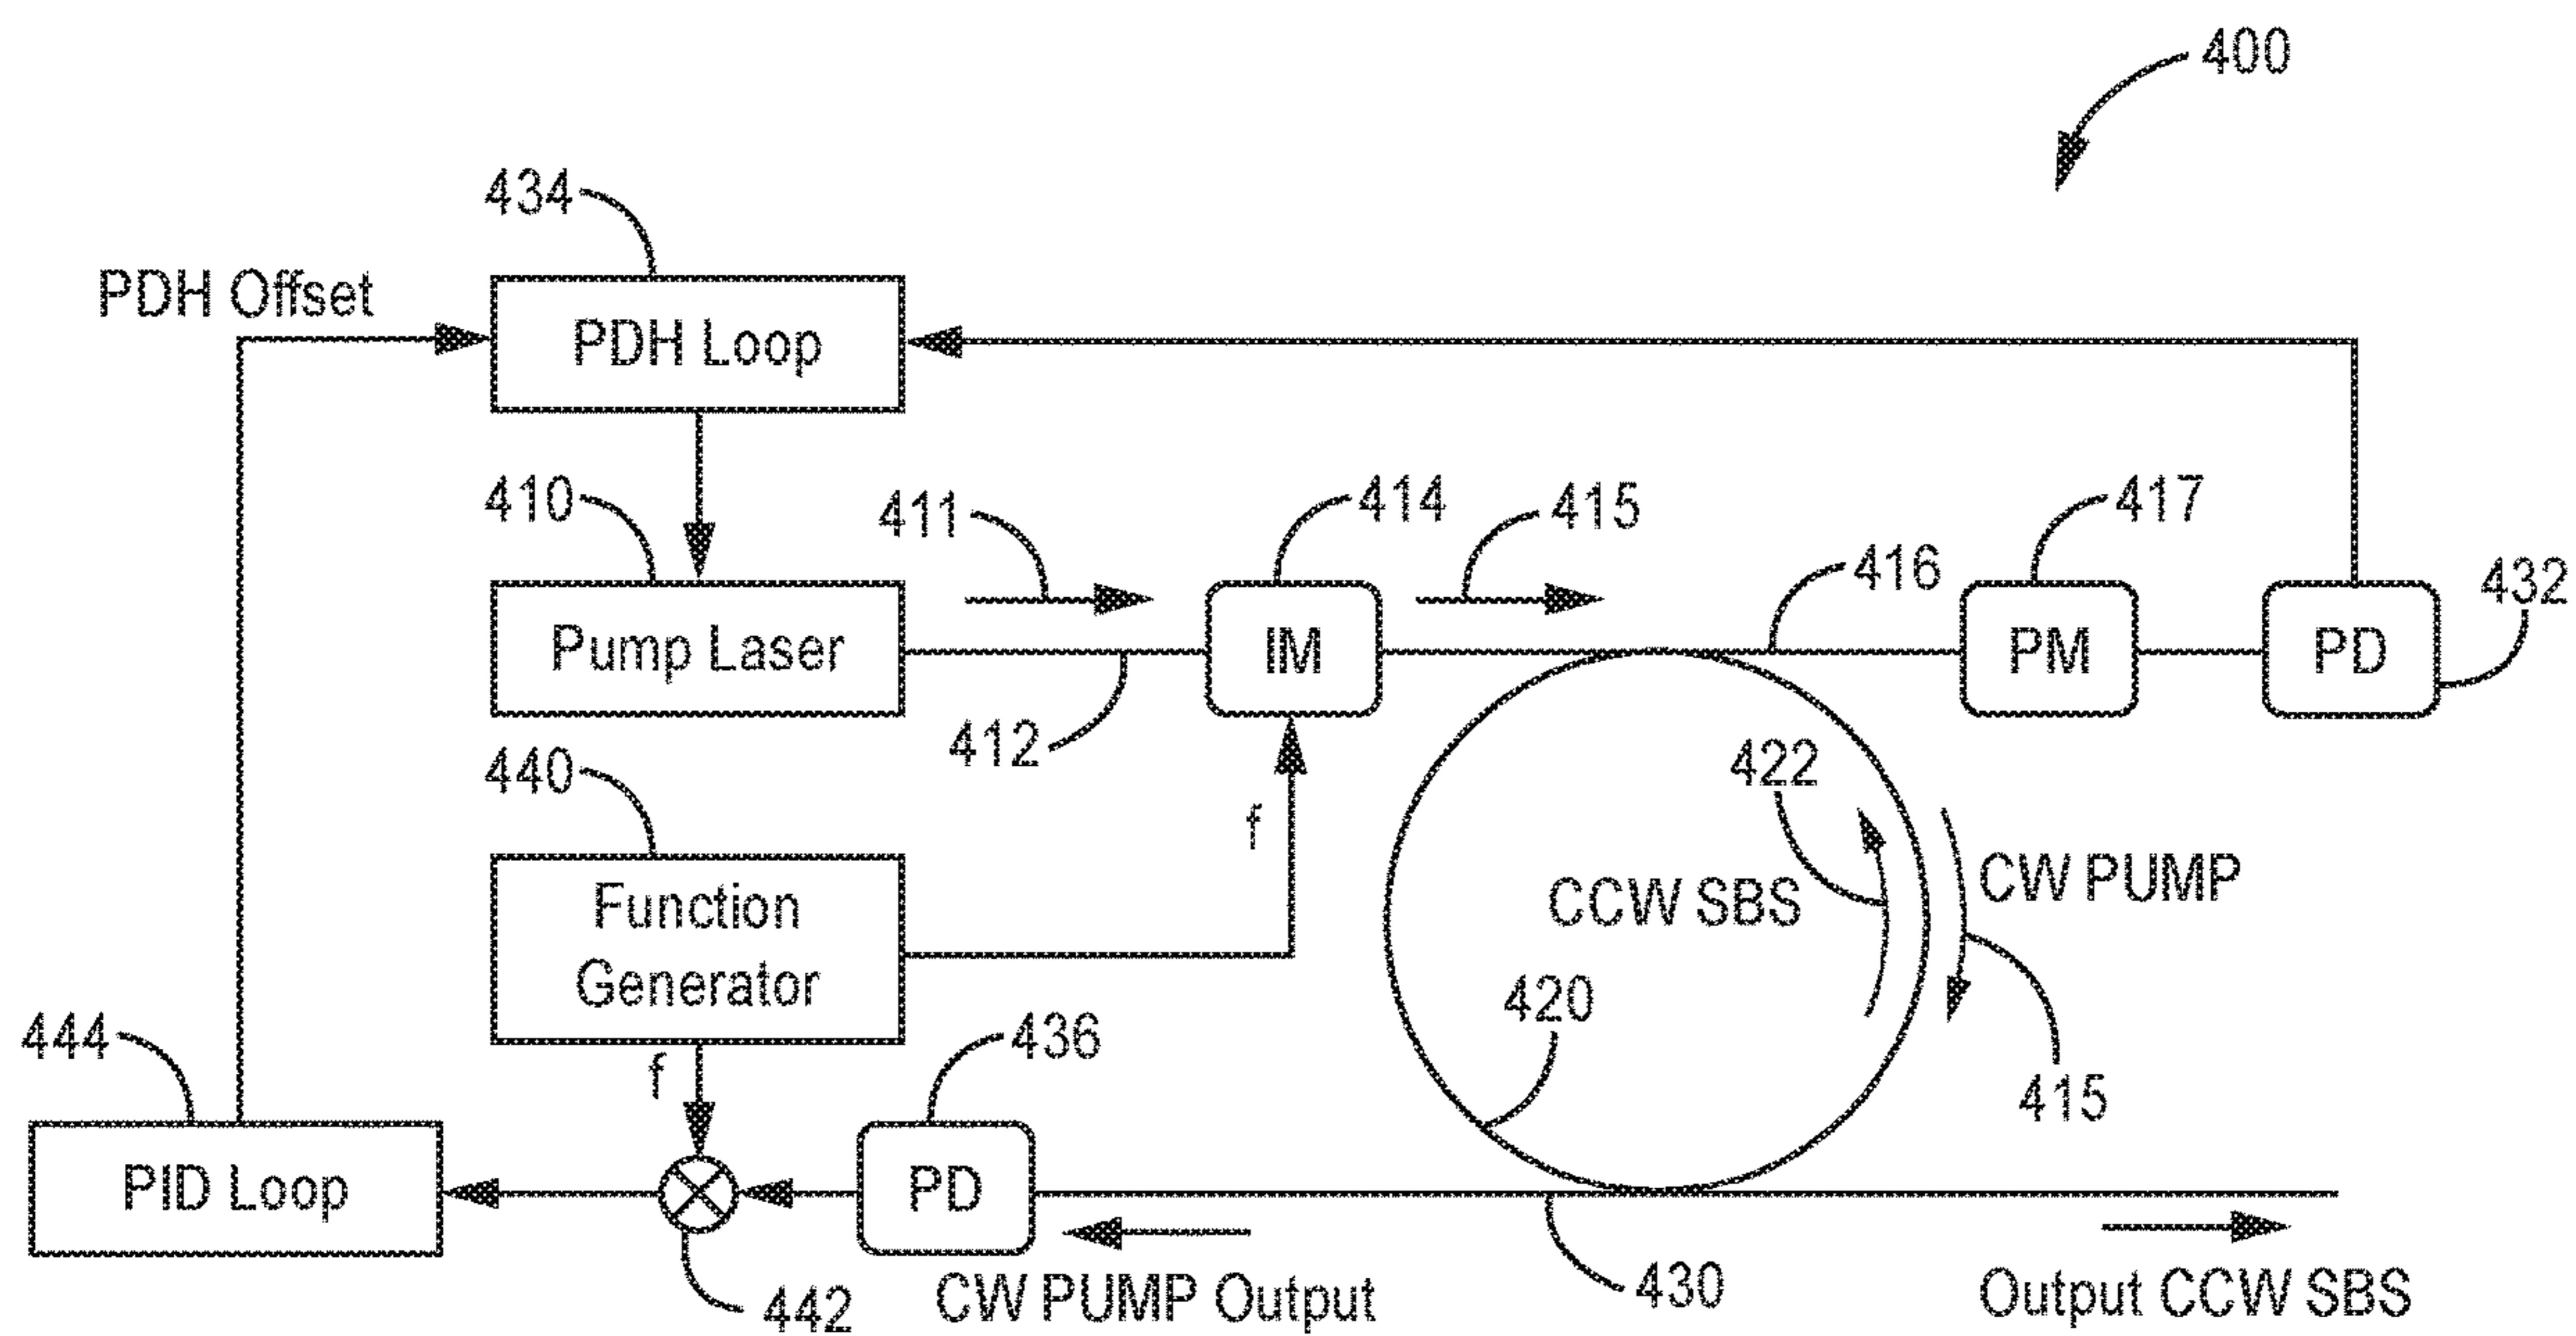 400
434
PDH Offset
PDH Loop
410
411
414
415
417
416
432
Pump Laser
IM
PM
PD
412
440
422
f
CW PUMP
CCW SBS
Function
Generator
420
444
436
f
415
PID Loop
PD
442
CW PUMP Output
430
Output CCW SBS